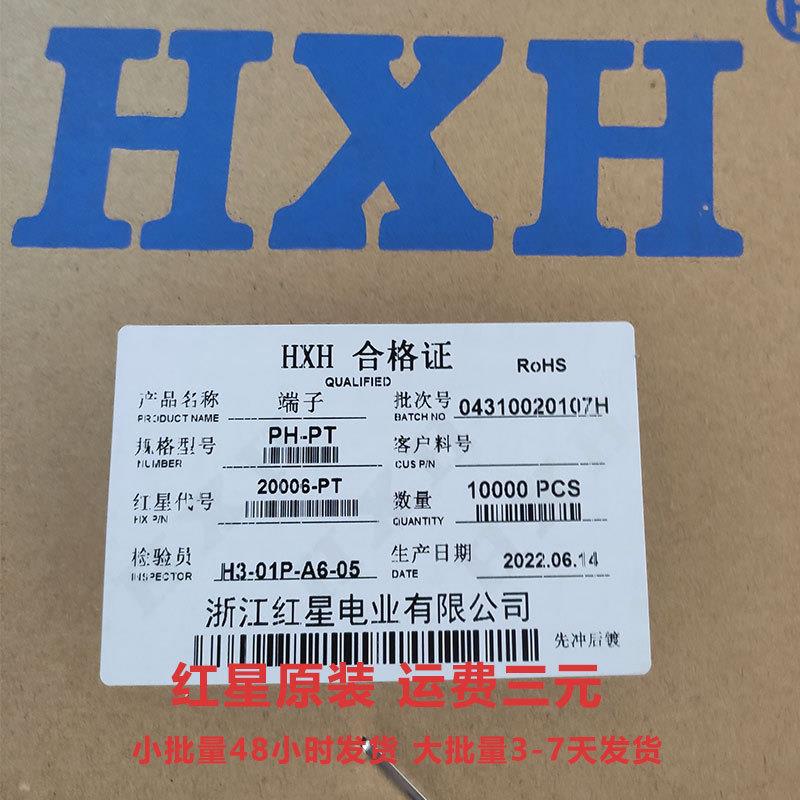 HXH
HXH 合格证
RoHS
QUALIFIED
产品名称 端子 批次号 04310020107H
PRODUCT NAME BATCH NO
规格型号 PH-PT 客户料号
NUMBER CUS P/N
红星代号 20006-PT 数量 10000 PCS
HX P/N QUANTITY
检验员 H3-01P-A6-05 生产日期 2022.06.14
INSPECTOR DATE
浙江红星电业有限公司
先冲后镀
红星原装 运费三元
小批量48小时发货 大批量3-7天发货